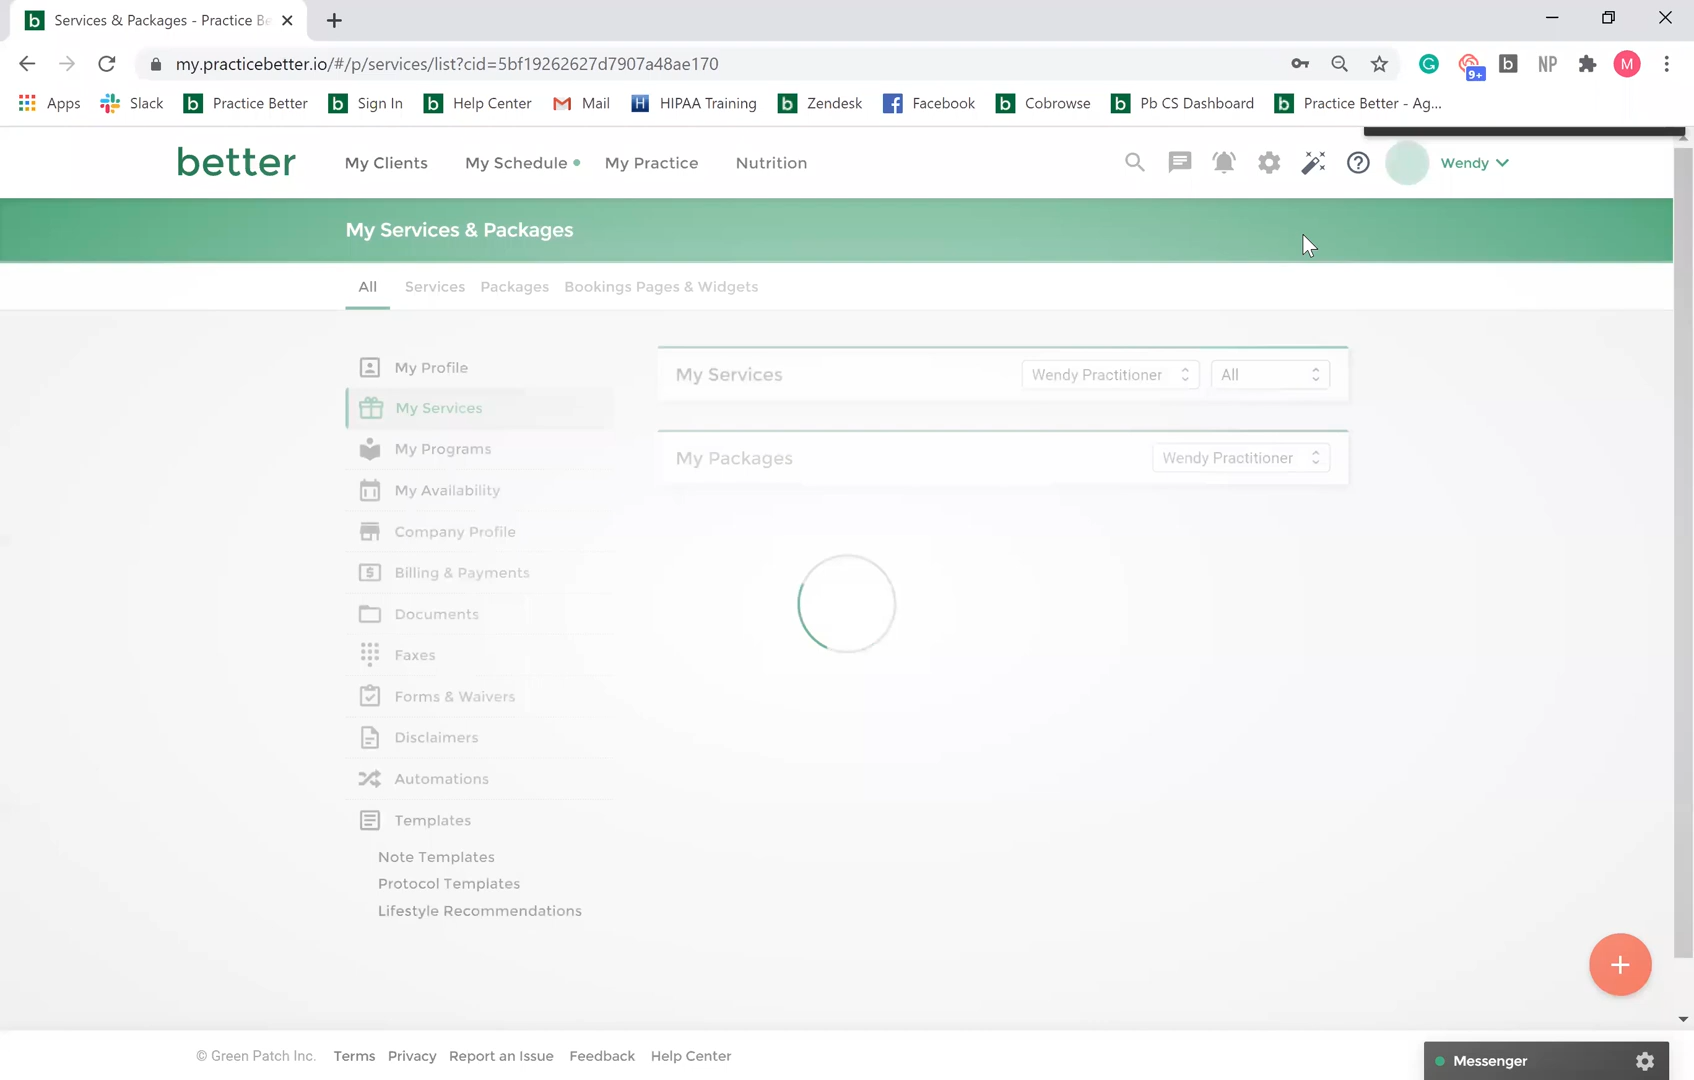 Services & Packages - Practice Be
my.practicebetter.io/#/p/services/list?cid=5bf19262627d7907a48ae170
9+
NP
M
Apps Slack Practice Better Sign In Help Center Mail HIPAA Training Zendesk Facebook Cobrowse Pb CS Dashboard Practice Better - Ag...
better My Clients My Schedule My Practice Nutrition Wendy
My Services & Packages
All Services Packages Bookings Pages & Widgets
My Profile
My Services
My Programs
My Availability
Company Profile
Billing & Payments
Documents
Faxes
Forms & Waivers
Disclaimers
Automations
Templates
Note Templates
Protocol Templates
Lifestyle Recommendations
My Services Wendy Practitioner All
My Packages Wendy Practitioner
© Green Patch Inc. Terms Privacy Report an Issue Feedback Help Center
Messenger